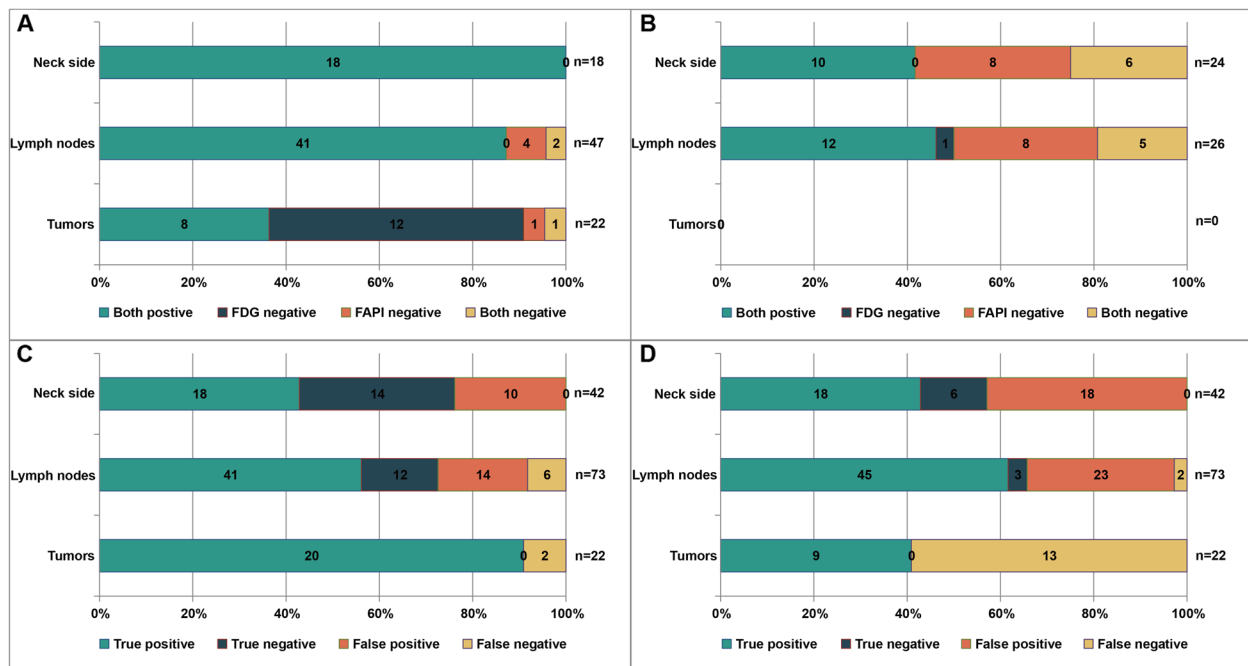 A
Neck side 18 0 n=18
Lymph nodes 41 0 4 2 n=47
Tumors 8 12 1 1 n=22
0% 20% 40% 60% 80% 100%
Both postive FDG negative FAPI negative Both negative
B
Neck side 10 0 8 6 n=24
Lymph nodes 12 1 8 5 n=26
Tumors 0 n=0
0% 20% 40% 60% 80% 100%
Both postive FDG negative FAPI negative Both negative
C
Neck side 18 14 10 0 n=42
Lymph nodes 41 12 14 6 n=73
Tumors 20 0 2 n=22
0% 20% 40% 60% 80% 100%
True positive True negative False positive False negative
D
Neck side 18 6 18 0 n=42
Lymph nodes 45 3 23 2 n=73
Tumors 9 0 13 n=22
0% 20% 40% 60% 80% 100%
True positive True negative False positive False negative